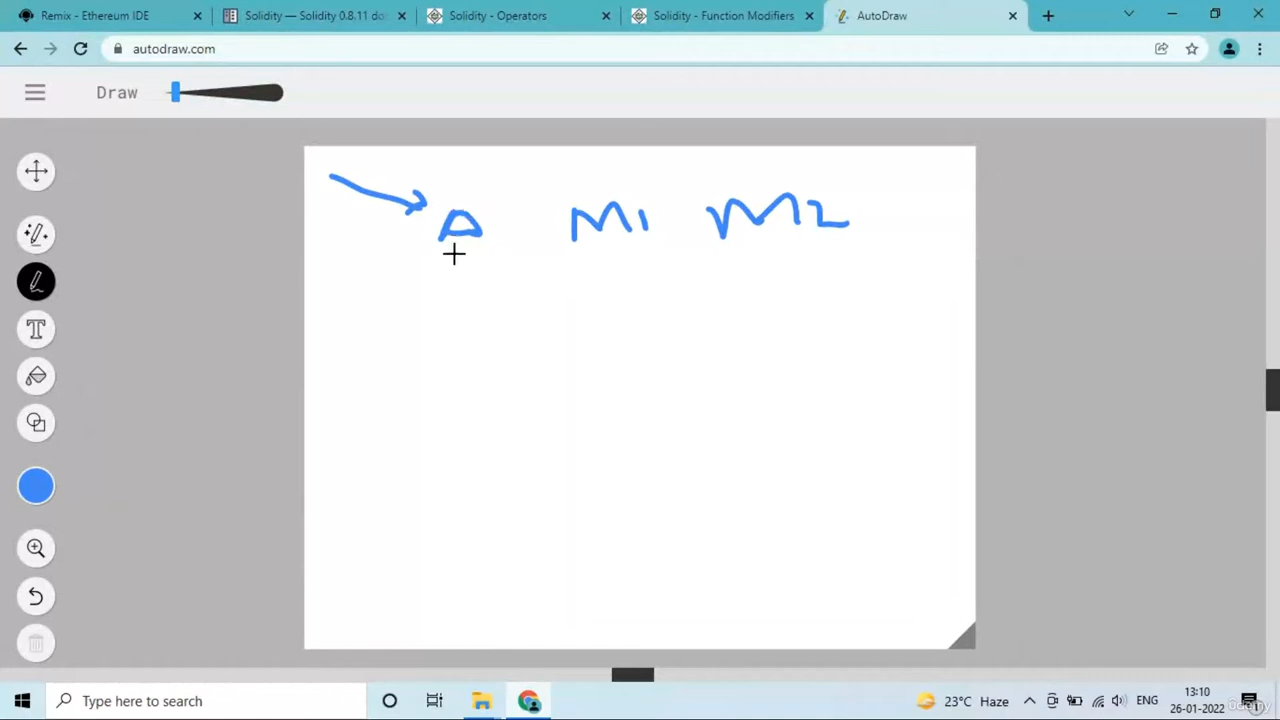 Remix - Ethereum IDE
Solidity — Solidity 0.8.11 do
Solidity - Operators
Solidity - Function Modifiers
AutoDraw
autodraw.com
Draw
A M1 M2
T
Type here to search
23°C Haze
ENG
13:10
26-01-2022
Udemy